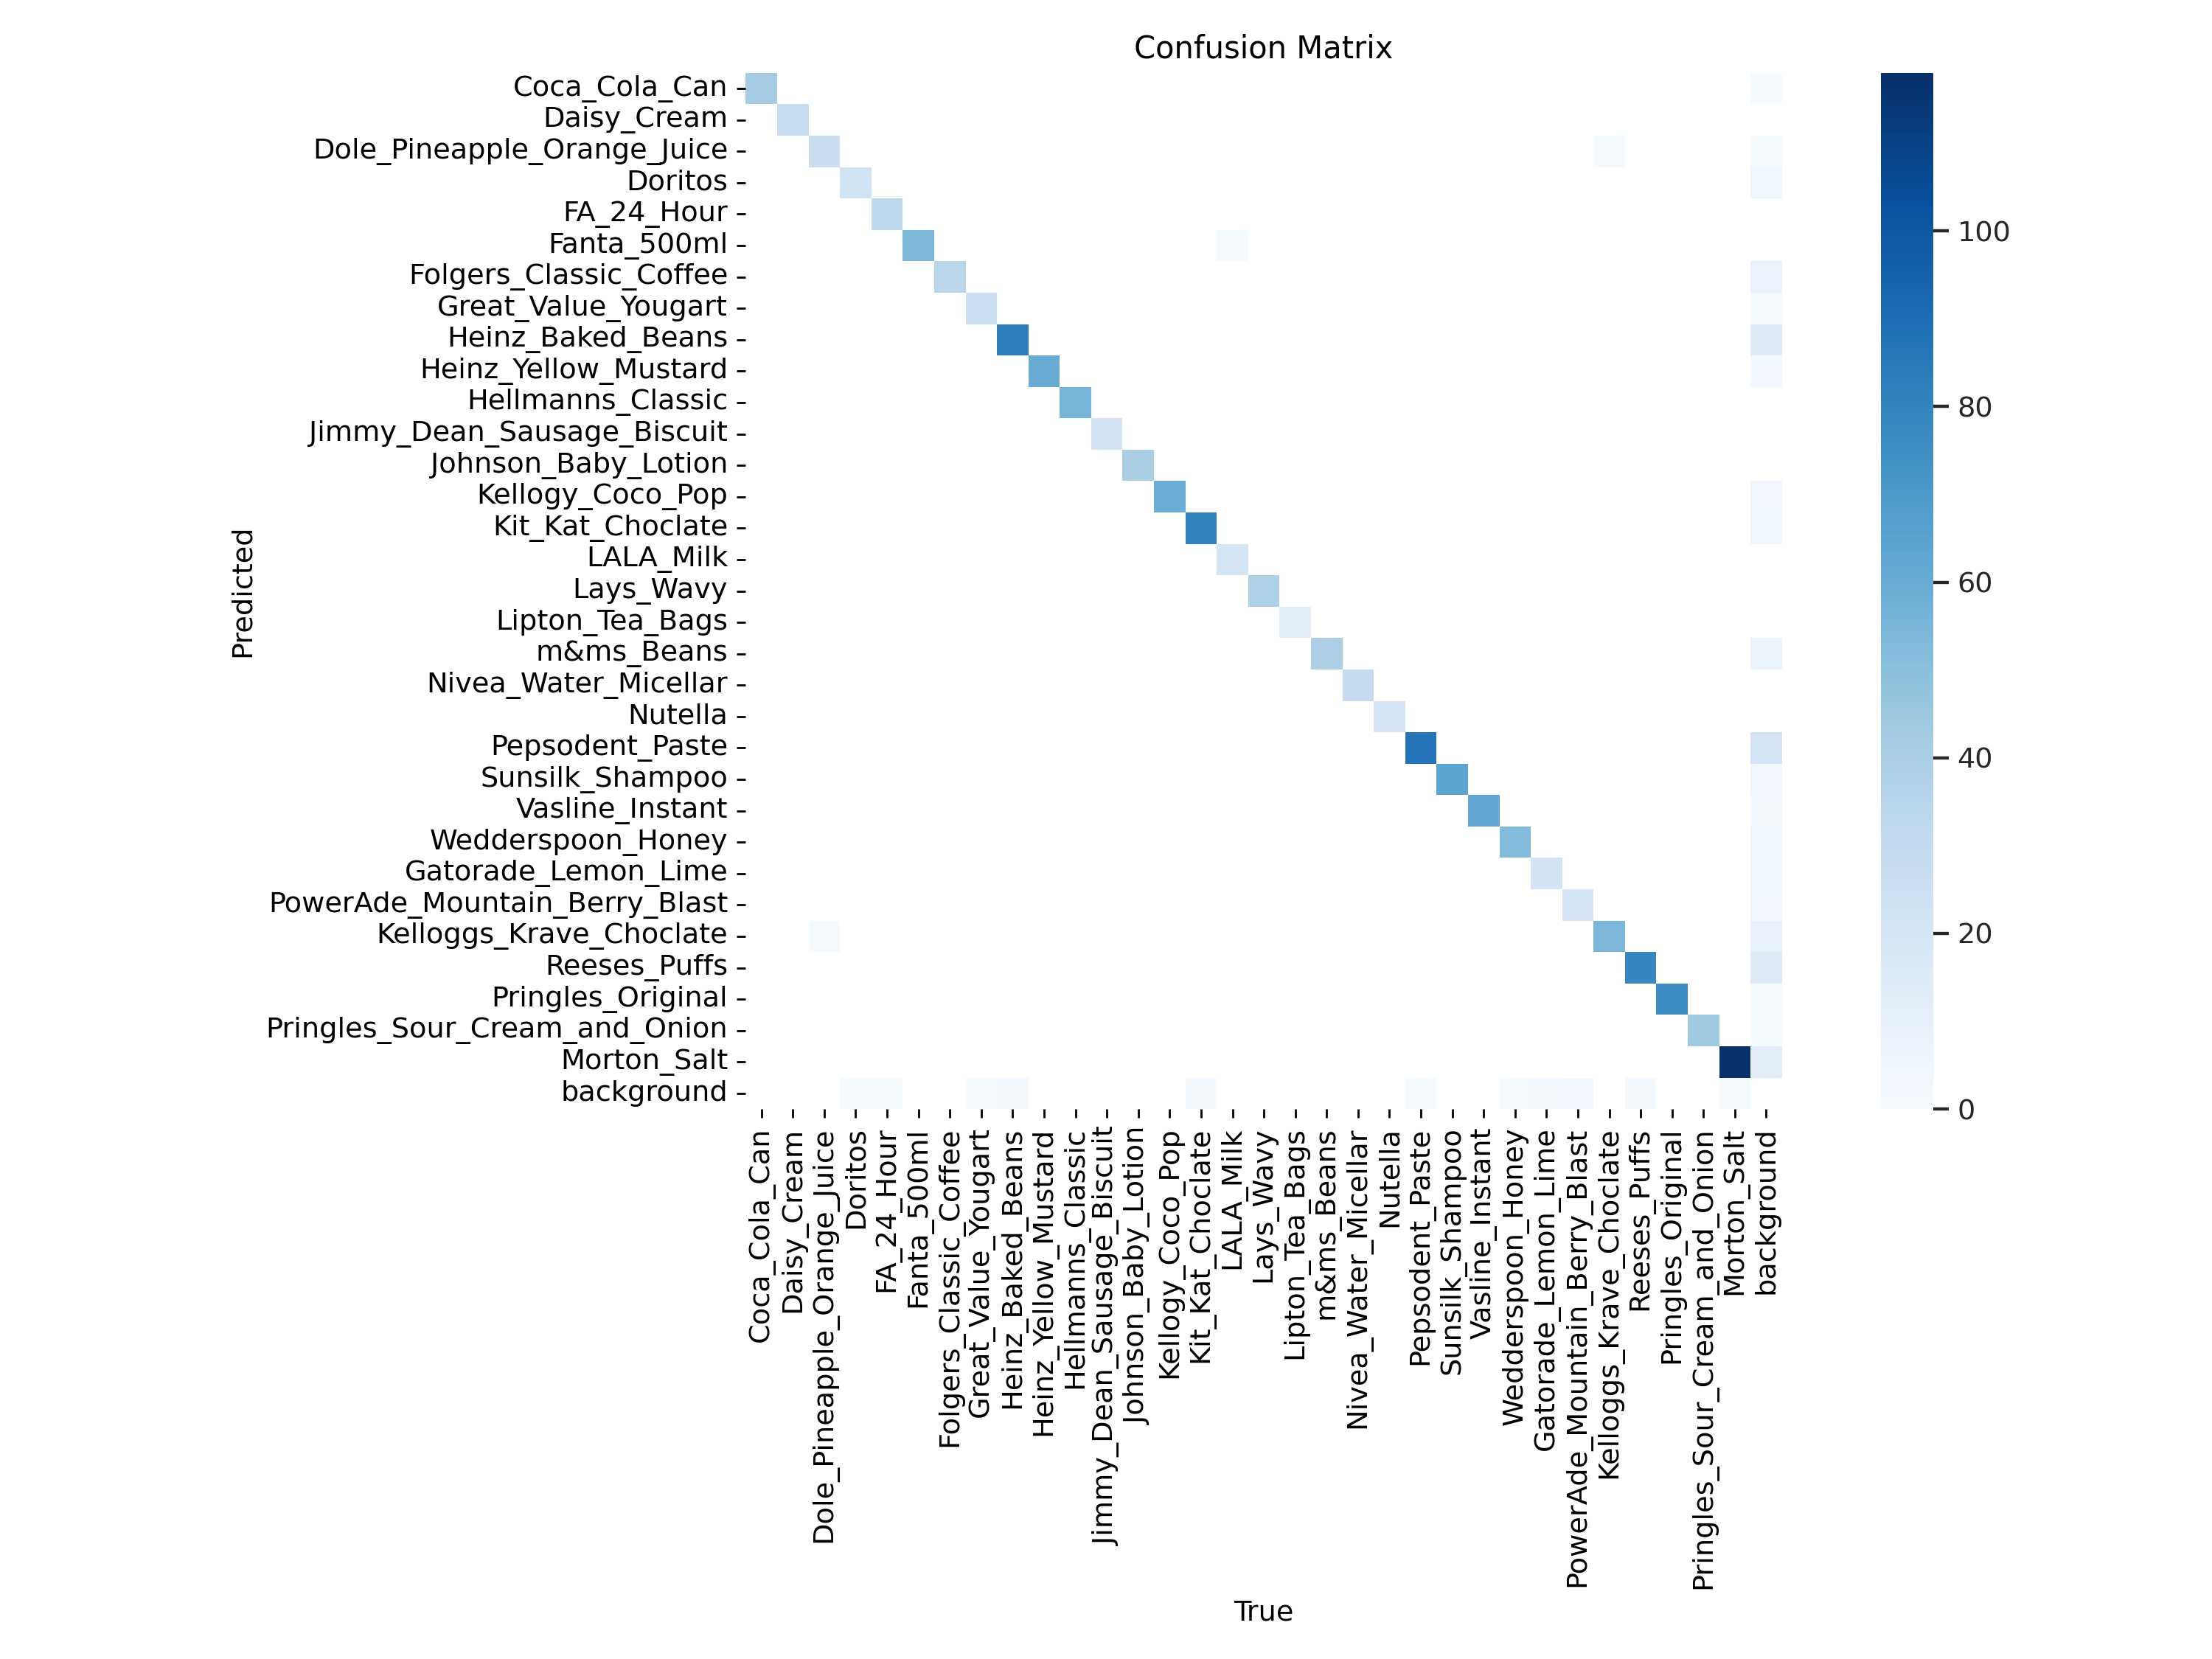 Confusion Matrix
Coca_Cola_Can
Daisy_Cream
Dole_Pineapple_Orange_Juice
Doritos
FA_24_Hour
Fanta_500ml
Folgers_Classic_Coffee
Great_Value_Yougart
Heinz_Baked_Beans
Heinz_Yellow_Mustard
Hellmanns_Classic
Jimmy_Dean_Sausage_Biscuit
Johnson_Baby_Lotion
Kellogy_Coco_Pop
Kit_Kat_Choclate
LALA_Milk
Lays_Wavy
Lipton_Tea_Bags
m&ms_Beans
Nivea_Water_Micellar
Nutella
Pepsodent_Paste
Sunsilk_Shampoo
Vasline_Instant
Wedderspoon_Honey
Gatorade_Lemon_Lime
PowerAde_Mountain_Berry_Blast
Kelloggs_Krave_Choclate
Reeses_Puffs
Pringles_Original
Pringles_Sour_Cream_and_Onion
Morton_Salt
background
Predicted
Coca_Cola_Can
Daisy_Cream
Dole_Pineapple_Orange_Juice
Doritos
FA_24_Hour
Fanta_500ml
Folgers_Classic_Coffee
Great_Value_Yougart
Heinz_Baked_Beans
Heinz_Yellow_Mustard
Hellmanns_Classic
Jimmy_Dean_Sausage_Biscuit
Johnson_Baby_Lotion
Kellogy_Coco_Pop
Kit_Kat_Choclate
LALA_Milk
Lays_Wavy
Lipton_Tea_Bags
m&ms_Beans
Nivea_Water_Micellar
Nutella
Pepsodent_Paste
Sunsilk_Shampoo
Vasline_Instant
Wedderspoon_Honey
Gatorade_Lemon_Lime
PowerAde_Mountain_Berry_Blast
Kelloggs_Krave_Choclate
Reeses_Puffs
Pringles_Original
Pringles_Sour_Cream_and_Onion
Morton_Salt
background
True
100
80
60
40
20
0